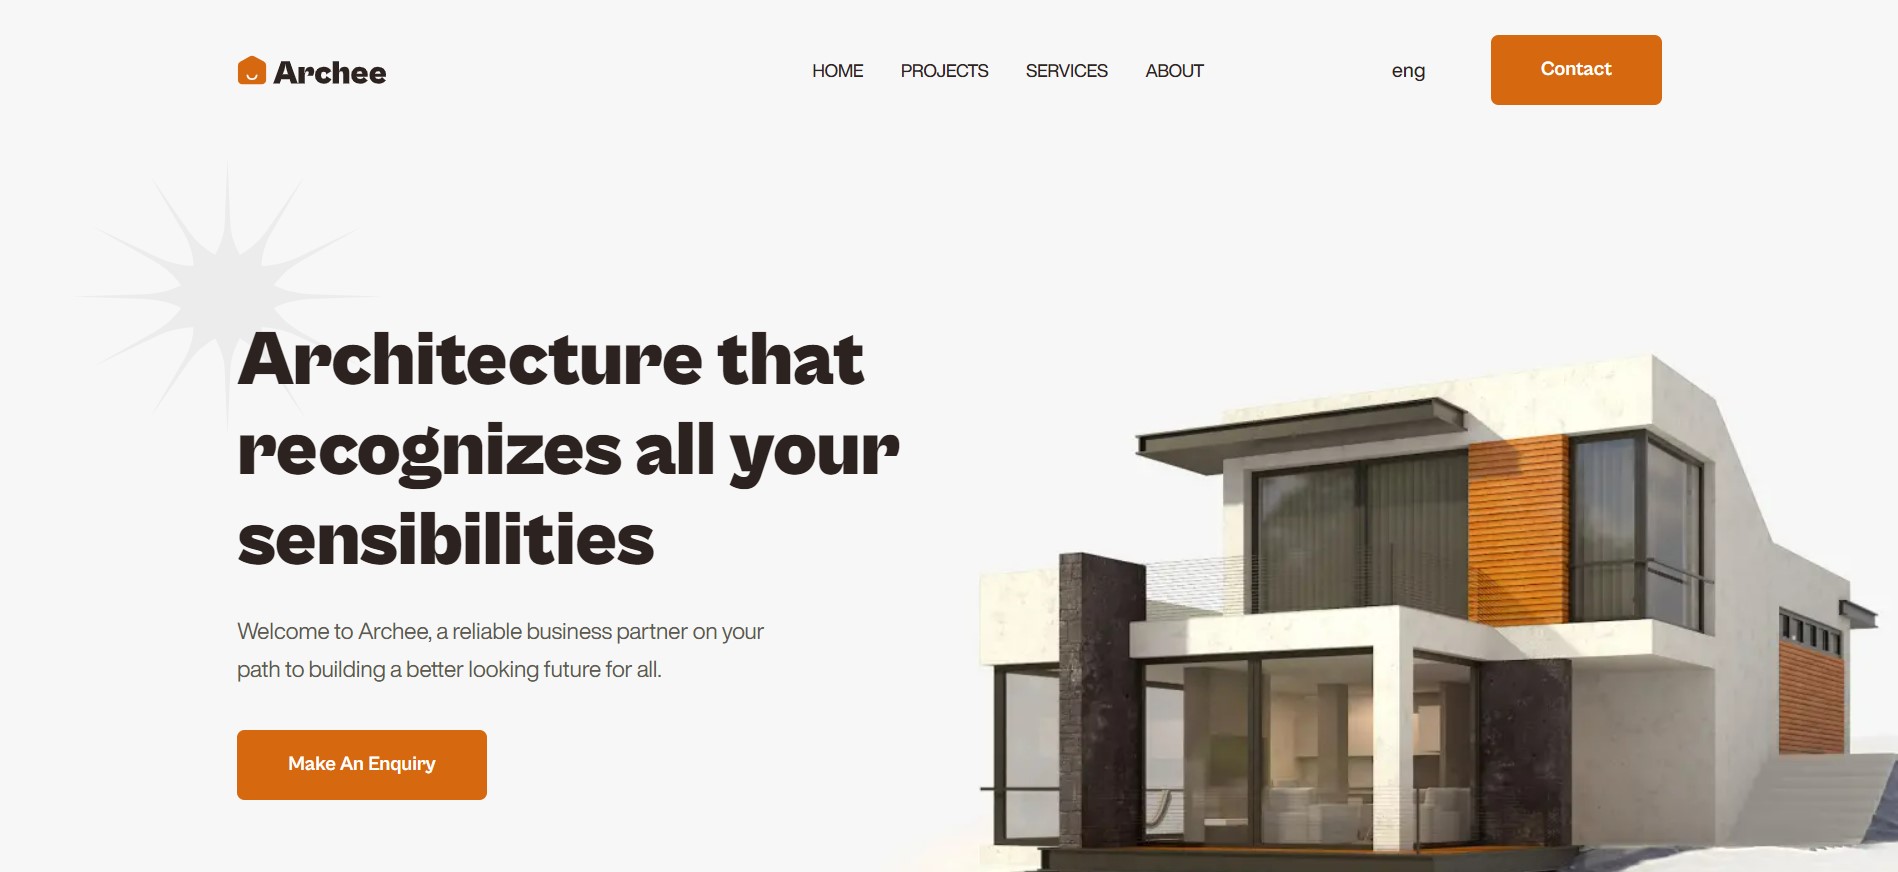 Archee
HOME PROJECTS SERVICES ABOUT
eng
Contact
Architecture that
recognizes all your
sensibilities
Welcome to Archee, a reliable business partner on your
path to building a better looking future for all.
Make An Enquiry